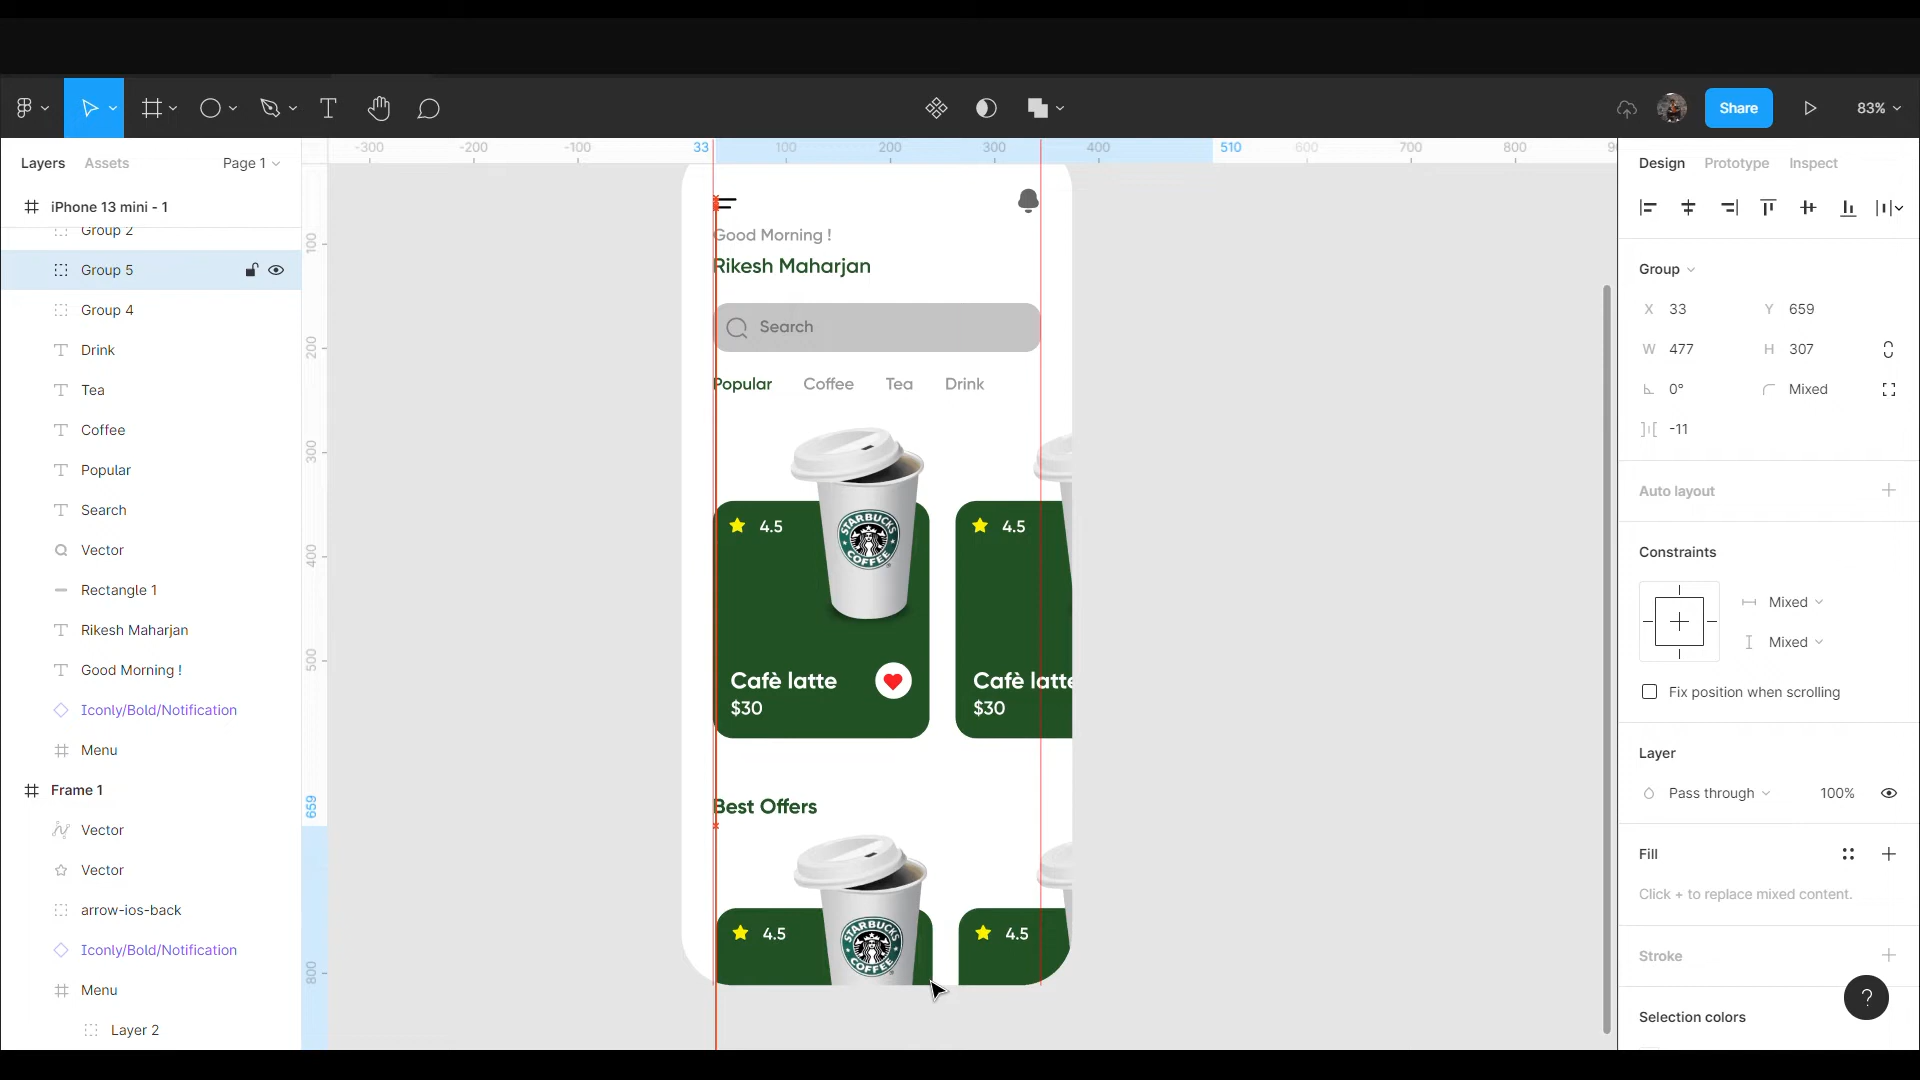 Share
83%
Layers
Assets
Page 1
-300
-200
-100
33
100
200
300
400
510
600
700
800
Design
Prototype
Inspect
iPhone 13 mini - 1
Group 2
Group 5
Group 4
Drink
Tea
Coffee
Popular
Search
Vector
Rectangle 1
Rikesh Maharjan
Good Morning !
Iconly/Bold/Notification
Menu
Frame 1
Vector
Vector
arrow-ios-back
Iconly/Bold/Notification
Menu
Layer 2
100
200
300
400
500
659
800
Good Morning !
Rikesh Maharjan
Search
Popular
Coffee
Tea
Drink
4.5
STARBUCKS
COFFEE
Cafè latte
$30
4.5
Cafè latte
$30
Best Offers
4.5
STARBUCKS
COFFEE
4.5
Group
X 33
Y 659
W 477
H 307
0°
Mixed
-11
Auto layout
Constraints
Mixed
Mixed
Fix position when scrolling
Layer
Pass through
100%
Fill
Click + to replace mixed content.
Stroke
?
Selection colors